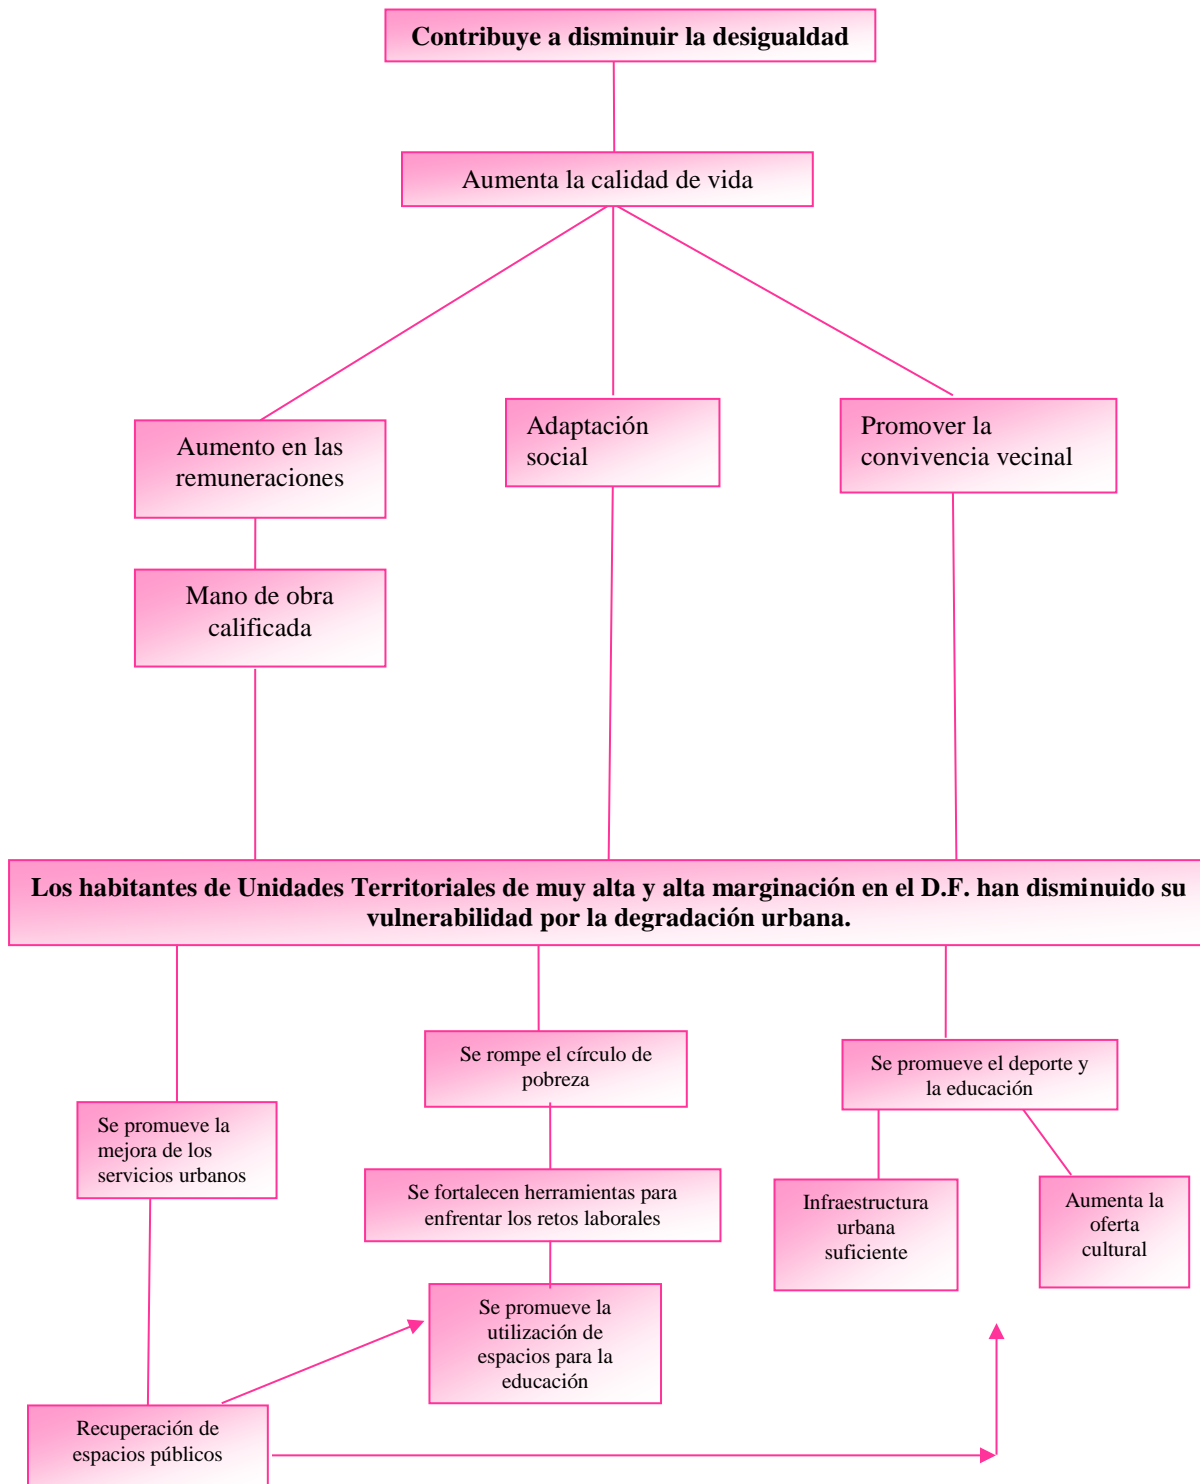 Contribuye a disminuir la desigualdad
Aumenta la calidad de vida
Aumento en las
remuneraciones
Adaptación
social
Promover la
convivencia vecinal
Mano de obra
calificada
Los habitantes de Unidades Territoriales de muy alta y alta marginación en el D.F. han disminuido su
vulnerabilidad por la degradación urbana.
Se rompe el círculo de
pobreza
Se promueve el deporte y
la educación
Se promueve la
mejora de los
servicios urbanos
Se fortalecen herramientas para
enfrentar los retos laborales
Infraestructura
urbana
suficiente
Aumenta la
oferta
cultural
Se promueve la
utilización de
espacios para la
educación
Recuperación de
espacios públicos